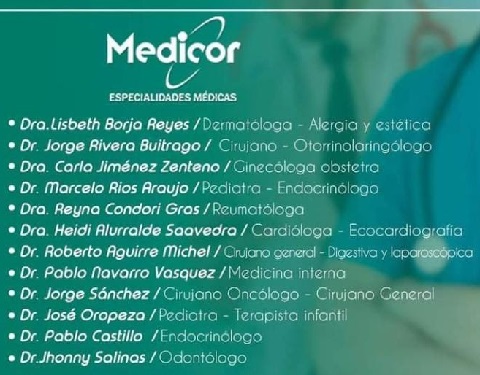 Medicor
ESPECIALIDADES MÉDICAS
• Dra.Lisbeth Borja Reyes / Dermatóloga - Alergia y estética
• Dr. Jorge Rivera Buitrago / Cirujano - Otorrinolaringólogo
• Dra. Carla Jiménez Zenteno / Ginecóloga obstetra
• Dr. Marcelo Rios Araujo / Pediatra - Endocrinólogo
• Dra. Reyna Condori Gras / Reumatóloga
• Dra. Heidi Alurralde Saavedra / Cardióloga - Ecocardiografía
• Dr. Roberto Aguirre Michel / Cirujano general - Digestiva y laparoscópica
• Dr. Pablo Navarro Vasquez / Medicina interna
• Dr. Jorge Sánchez / Cirujano Oncólogo - Cirujano General
• Dr. José Oropeza / Pediatra - Terapista infantil
• Dr. Pablo Castillo / Endocrinólogo
• Dr.Jhonny Salinas / Odontólogo